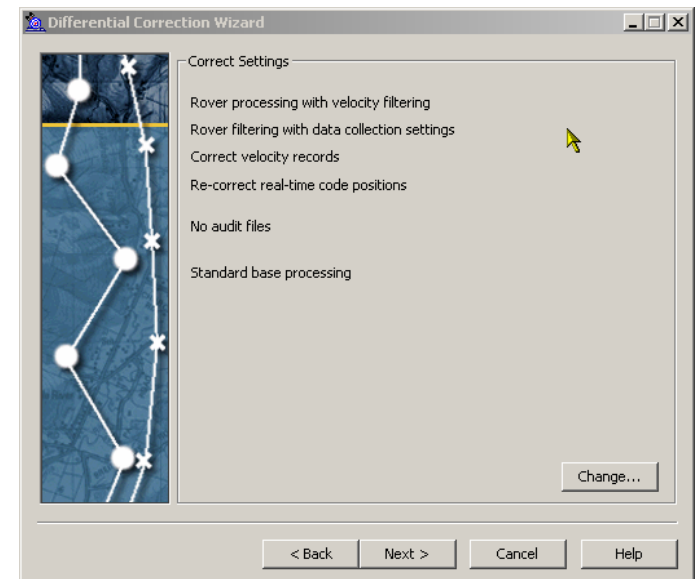 Differential Correction Wizard
Correct Settings
Rover processing with velocity filtering
Rover filtering with data collection settings
Correct velocity records
Re-correct real-time code positions
No audit files
Standard base processing
Change...
< Back Next > Cancel Help